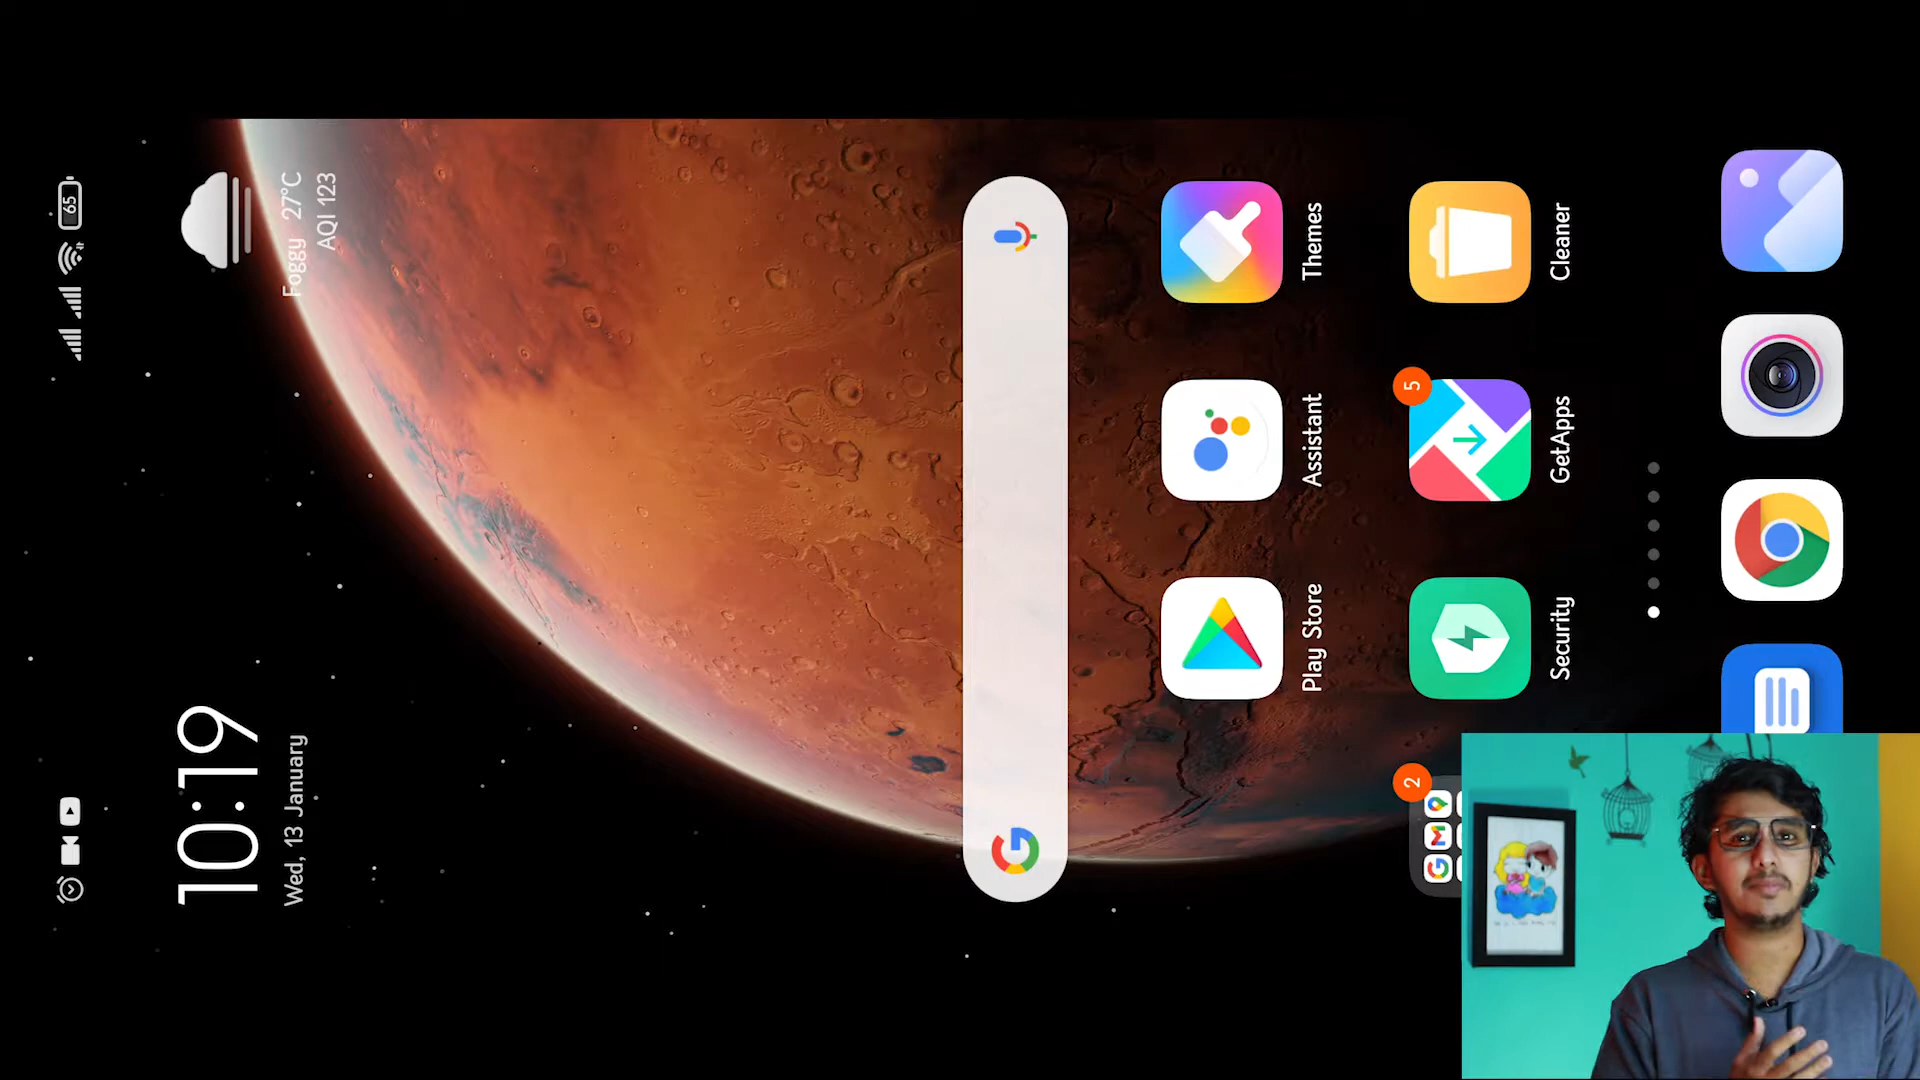 65
10:19
Wed, 13 January
Foggy 27°C
AQI 123
Play Store
Assistant
Themes
2
Security
5
GetApps
Cleaner